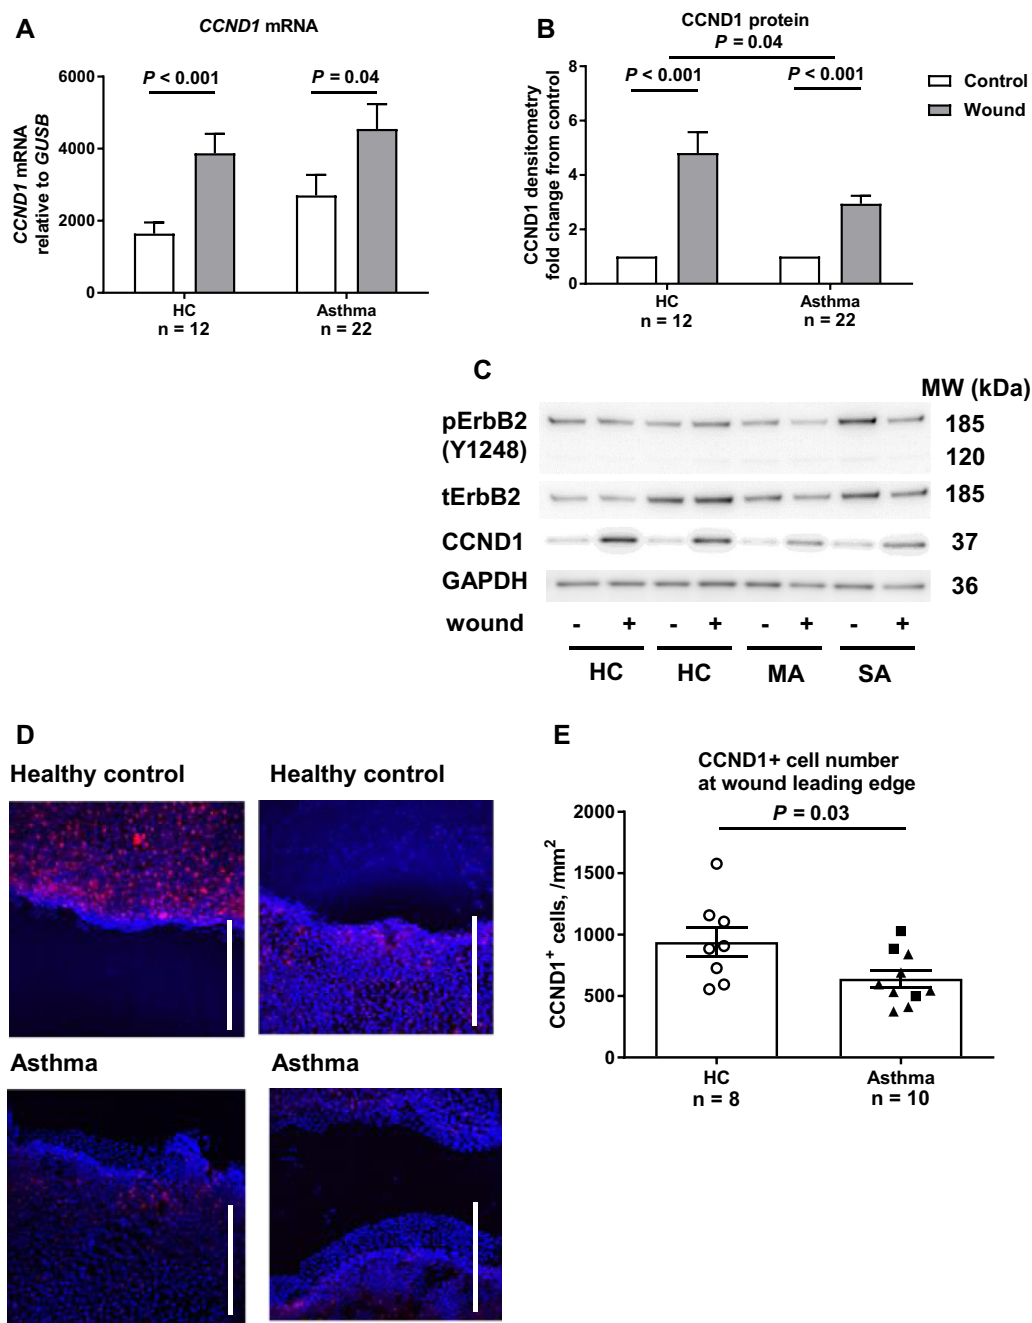 A
CCND1 mRNA
P < 0.001
P = 0.04
6000
4000
2000
0
CCND1 mRNA
relative to GUSB
HC
n = 12
Asthma
n = 22
B
CCND1 protein
P = 0.04
P < 0.001
P < 0.001
8
6
4
2
0
CCND1 densitometry
fold change from control
HC
n = 12
Asthma
n = 22
Control
Wound
C
MW (kDa)
pErbB2
(Y1248)
185
120
tErbB2
185
CCND1
37
GAPDH
36
wound - + - + - + - +
HC HC MA SA
D
Healthy control
Healthy control
Asthma
Asthma
E
CCND1+ cell number
at wound leading edge
P = 0.03
2000
1500
1000
500
0
CCND1⁺ cells, /mm²
HC
n = 8
Asthma
n = 10